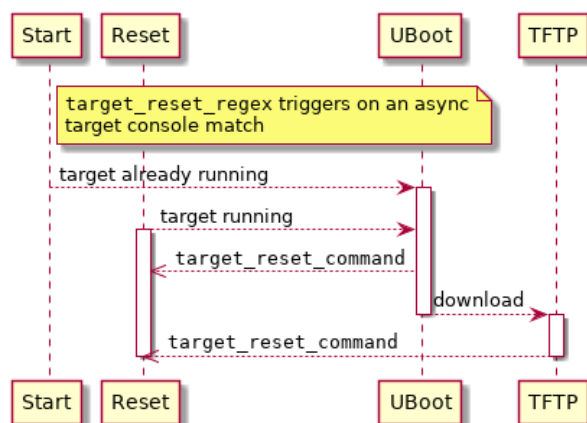 Start Reset UBoot TFTP
target_reset_regex triggers on an async
target console match
target already running
target running
target_reset_command
download
target_reset_command
Start Reset UBoot TFTP